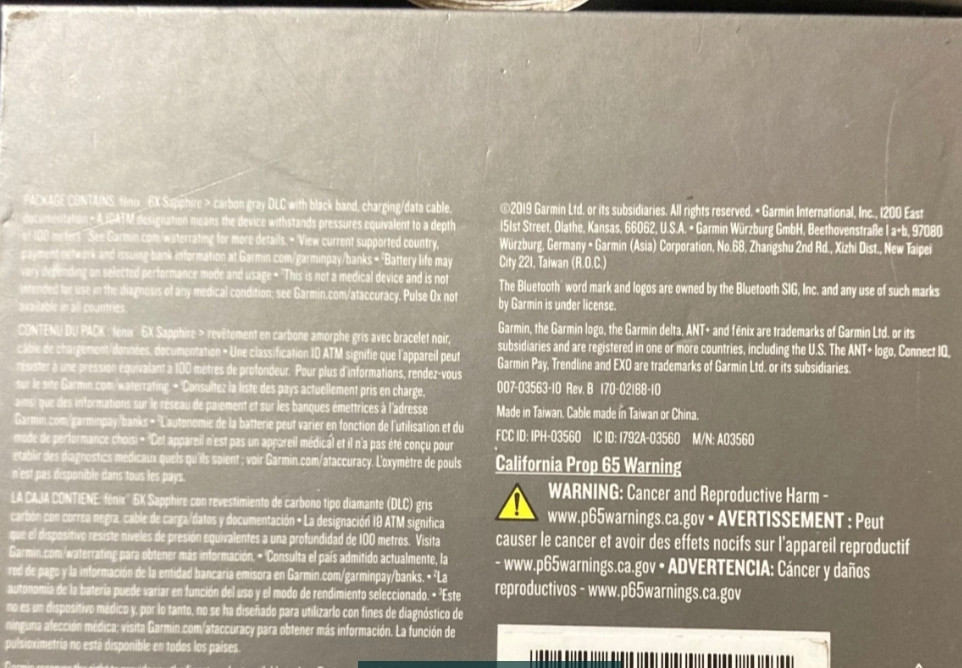 PACKAGE CONTAINS: fēnix® 6X Sapphire > carbon gray DLC with black band, charging/data cable,
documentation • A 10ATM designation means the device withstands pressures equivalent to a depth
of 100 meters. See Garmin.com/waterrating for more details. • ¹View current supported country,
payment network and issuing bank information at Garmin.com/garminpay/banks • ²Battery life may
vary depending on selected performance mode and usage • ³This is not a medical device and is not
intended for use in the diagnosis of any medical condition; see Garmin.com/ataccuracy. Pulse Ox not
available in all countries.
CONTENU DU PACK : fēnix® 6X Sapphire > revêtement en carbone amorphe gris avec bracelet noir,
câble de chargement/données, documentation • Une classification 10 ATM signifie que l'appareil peut
résister à une pression équivalant à 100 mètres de profondeur. Pour plus d'informations, rendez-vous
sur le site Garmin.com/waterrating. • ¹Consultez la liste des pays actuellement pris en charge,
ainsi que des informations sur le réseau de paiement et sur les banques émettrices à l'adresse
Garmin.com/garminpay/banks • ²L'autonomie de la batterie peut varier en fonction de l'utilisation et du
mode de performance choisi • ³Cet appareil n'est pas un appareil médical et il n'a pas été conçu pour
établir des diagnostics médicaux quels qu'ils soient ; voir Garmin.com/ataccuracy. L'oxymètre de pouls
n'est pas disponible dans tous les pays.
LA CAJA CONTIENE: fēnix® 6X Sapphire con revestimiento de carbono tipo diamante (DLC) gris
carbón con correa negra, cable de carga/datos y documentación • La designación 10 ATM significa
que el dispositivo resiste niveles de presión equivalentes a una profundidad de 100 metros. Visita
Garmin.com/waterrating para obtener más información. • ¹Consulta el país admitido actualmente, la
red de pago y la información de la entidad bancaria emisora en Garmin.com/garminpay/banks. • ²La
autonomía de la batería puede variar en función del uso y el modo de rendimiento seleccionado. • ³Este
no es un dispositivo médico y, por lo tanto, no se ha diseñado para utilizarlo con fines de diagnóstico de
ninguna afección médica; visita Garmin.com/ataccuracy para obtener más información. La función de
pulsioximetría no está disponible en todos los países.
©2019 Garmin Ltd. or its subsidiaries. All rights reserved. • Garmin International, Inc., 1200 East
151st Street, Olathe, Kansas, 66062, U.S.A. • Garmin Würzburg GmbH, Beethovenstraße 1 a+b, 97080
Würzburg, Germany • Garmin (Asia) Corporation, No.68, Zhangshu 2nd Rd., Xizhi Dist., New Taipei
City 221, Taiwan (R.O.C.)
The Bluetooth® word mark and logos are owned by the Bluetooth SIG, Inc. and any use of such marks
by Garmin is under license.
Garmin, the Garmin logo, the Garmin delta, ANT+ and fēnix are trademarks of Garmin Ltd. or its
subsidiaries and are registered in one or more countries, including the U.S. The ANT+ logo, Connect IQ,
Garmin Pay, Trendline and EXO are trademarks of Garmin Ltd. or its subsidiaries.
007-03563-10 Rev. B 170-02188-10
Made in Taiwan. Cable made in Taiwan or China.
FCC ID: IPH-03560 IC ID: 1792A-03560 M/N: A03560
California Prop 65 Warning
WARNING: Cancer and Reproductive Harm -
www.p65warnings.ca.gov • AVERTISSEMENT : Peut
causer le cancer et avoir des effets nocifs sur l'appareil reproductif
- www.p65warnings.ca.gov • ADVERTENCIA: Cáncer y daños
reproductivos - www.p65warnings.ca.gov